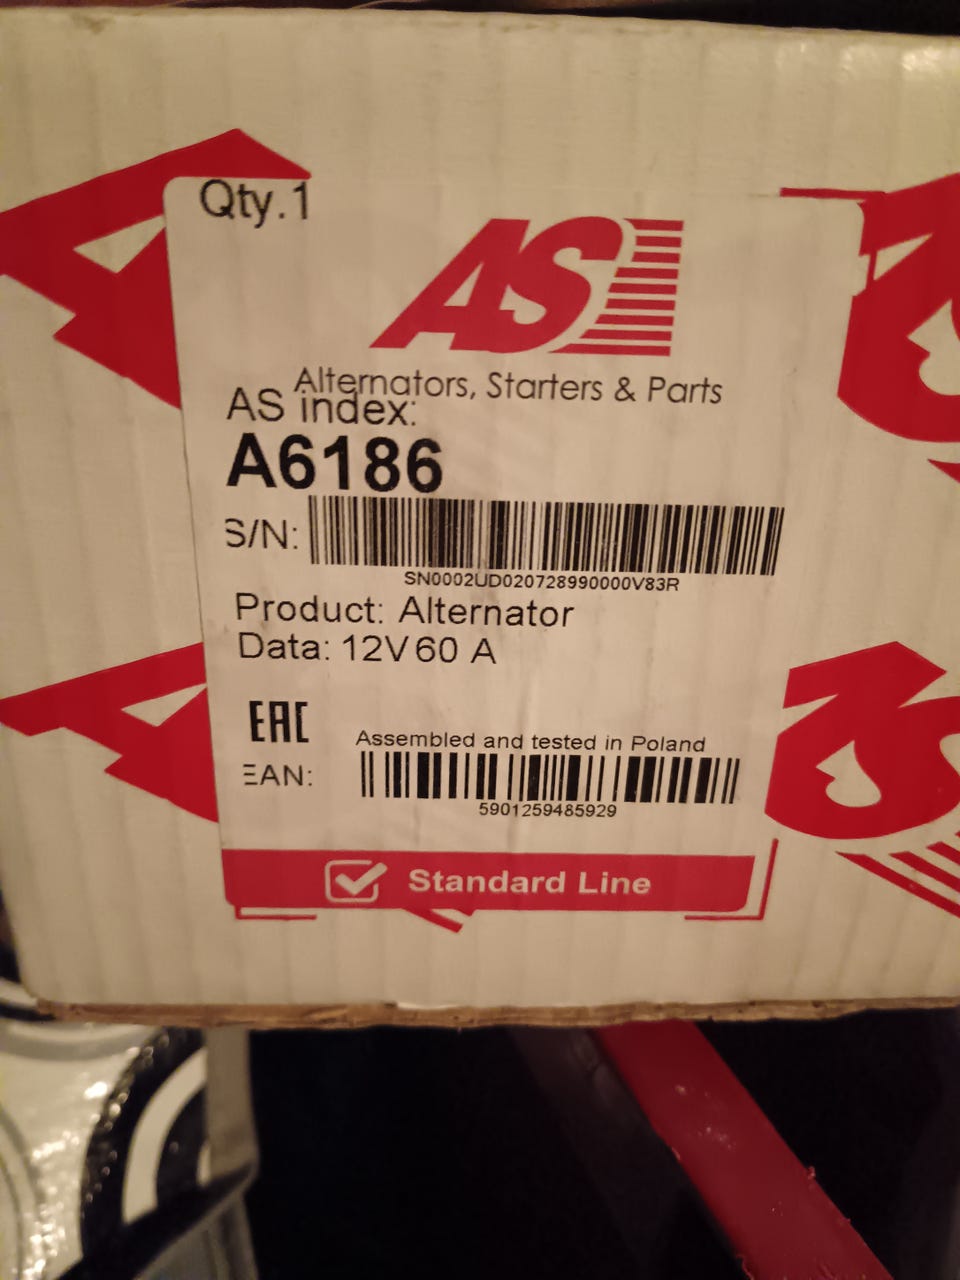 Qty.1
AS
Alternators, Starters & Parts
AS index:
A6186
S/N:
SN0002UD020728990000V83R
Product: Alternator
Data: 12V 60 A
EAC
Assembled and tested in Poland
EAN:
5901259485929
Standard Line